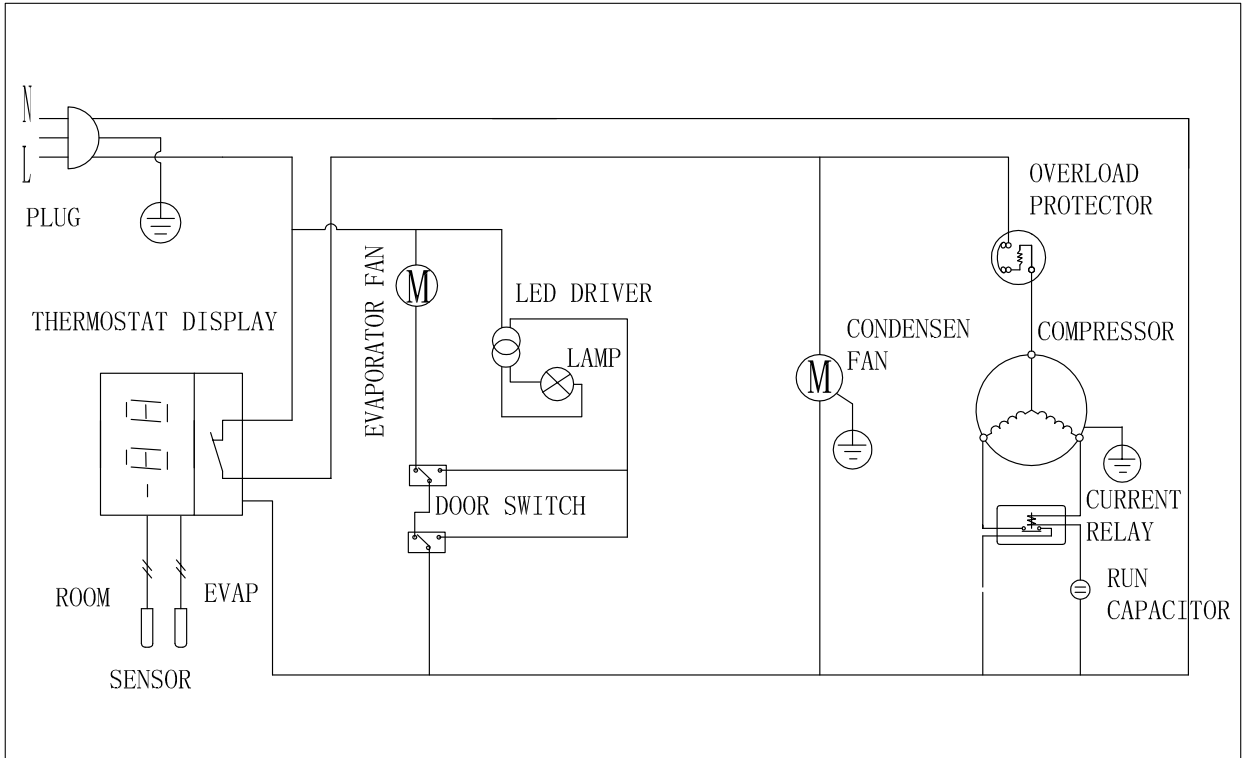 N
L
PLUG
OVERLOAD
PROTECTOR
THERMOSTAT DISPLAY
EVAPORATOR FAN
M
LED DRIVER
LAMP
M
CONDENSEN
FAN
COMPRESSOR
DOOR SWITCH
CURRENT
RELAY
ROOM
EVAP
RUN
CAPACITOR
SENSOR